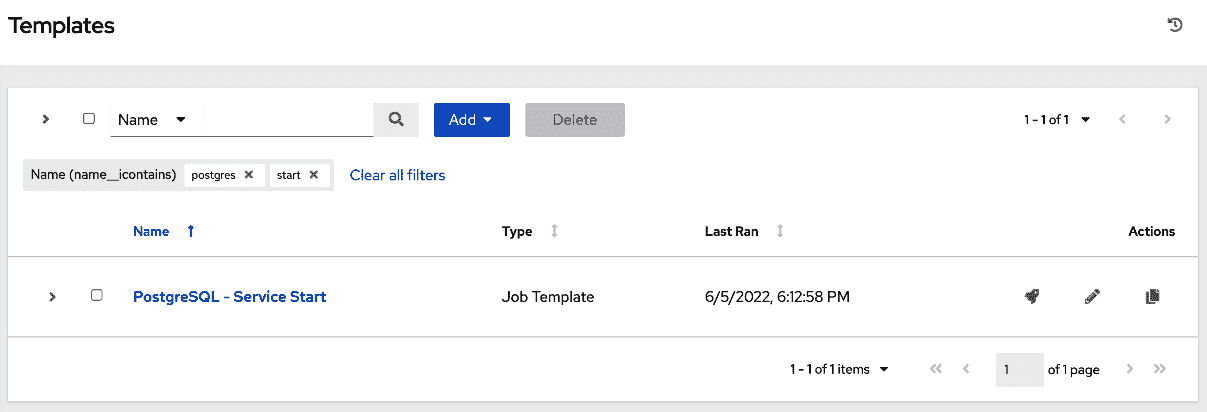 Templates
Name Add Delete 1 - 1 of 1
Name (name__icontains) postgres start Clear all filters
Name Type Last Ran Actions
PostgreSQL - Service Start Job Template 6/5/2022, 6:12:58 PM
1 - 1 of 1 items 1 of 1 page